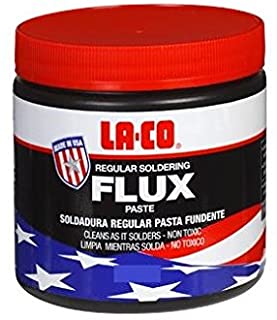 MADE IN USA
LA-CO
REGULAR SOLDERING
FLUX
PASTE
SOLDADURA REGULAR PASTA FUNDENTE
CLEANS AS IT SOLDERS - NON TOXIC
LIMPIA MIENTRAS SOLDA - NO TOXICO